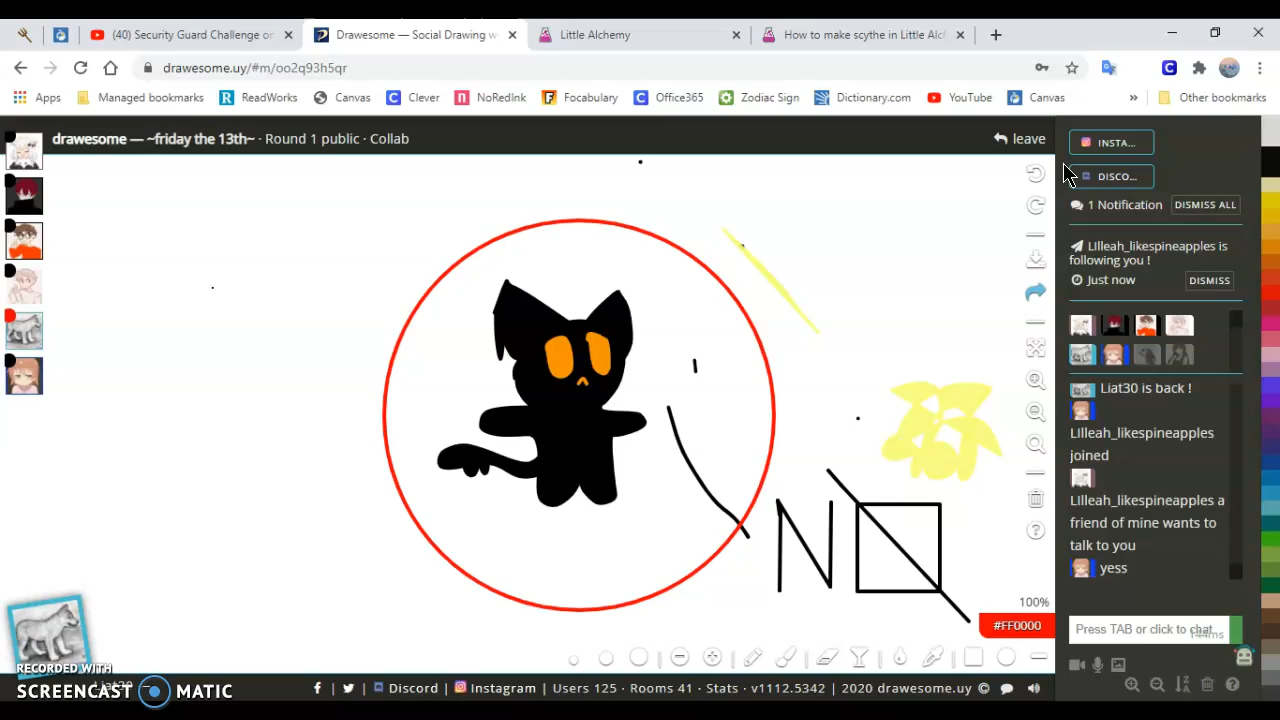 (40) Security Guard Challenge or
Drawesome — Social Drawing w
Little Alchemy
How to make scythe in Little Alc
drawesome.uy/#m/oo2q93h5qr
Apps
Managed bookmarks
ReadWorks
Canvas
Clever
NoRedInk
Focabulary
Office365
Zodiac Sign
Dictionary.com
YouTube
Canvas
»
Other bookmarks
drawesome — ~friday the 13th~ · Round 1 public · Collab
leave
INSTA...
DISCO...
1 Notification
DISMISS ALL
LIlleah_likespineapples is
following you !
Just now
DISMISS
Liat30 is back !
LIlleah_likespineapples
joined
LIlleah_likespineapples a
friend of mine wants to
talk to you
yess
NO
100%
#FF0000
Press TAB or click to chat
144ms
RECORDED WITH
SCREENCAST MATIC
Discord
Instagram | Users 125 · Rooms 41 · Stats · v1112.5342 | 2020 drawesome.uy ©